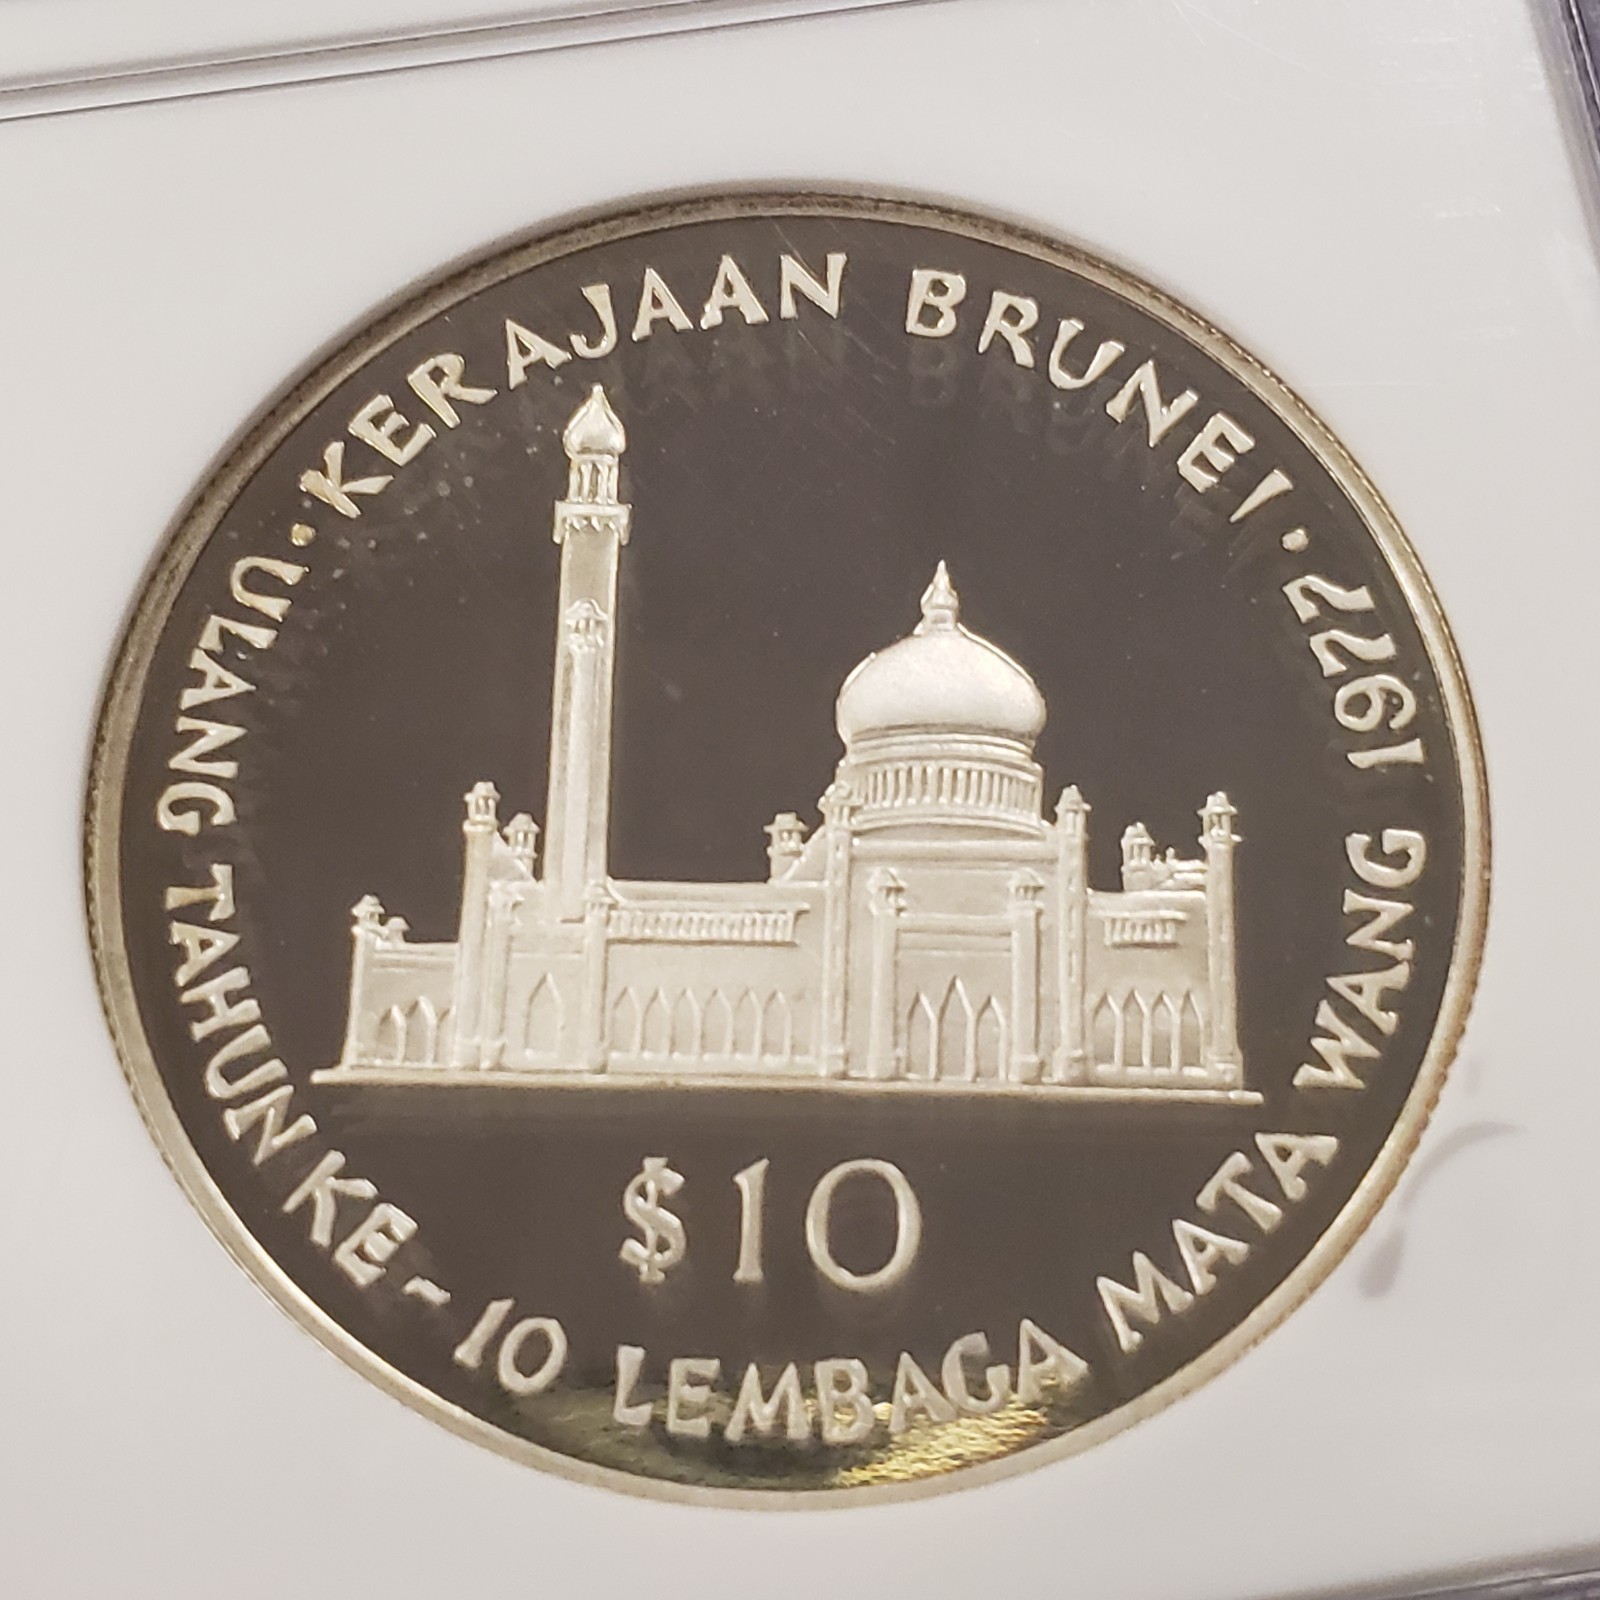 · KERAJAAN BRUNEI · 1977
ULANG TAHUN KE-10 LEMBAGA MATA WANG
$10